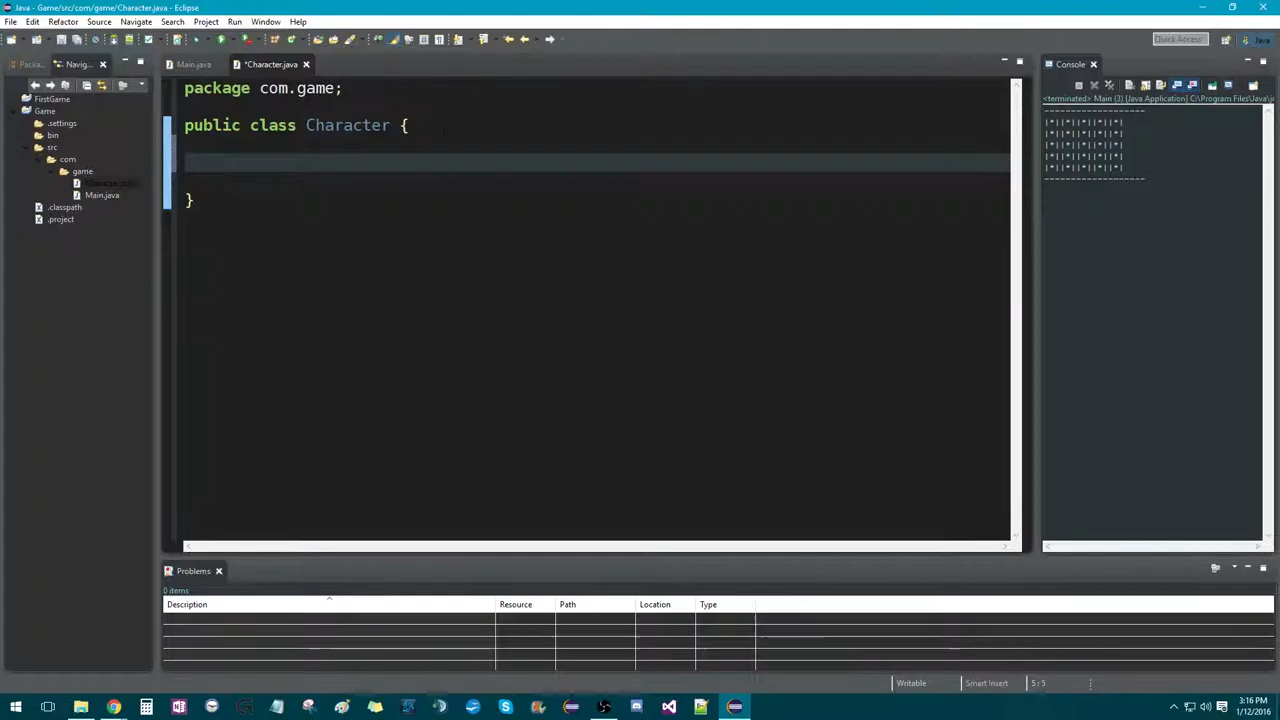 Java - Game/src/com/game/Character.java - Eclipse
File Edit Refactor Source Navigate Search Project Run Window Help
Quick Access
Java
Packa...
Navig...
Main.java
*Character.java
Console
FirstGame
Game
.settings
bin
src
com
game
Main.java
.classpath
.project
package com.game;
public class Character {
}
<terminated> Main (3) [Java Application] C:\Program Files\Java\j
--------------------
|*||*||*||*||*|
|*||*||*||*||*|
|*||*||*||*||*|
|*||*||*||*||*|
|*||*||*||*||*|
--------------------
Problems
0 items
Description Resource Path Location Type
Writable Smart Insert 5 : 5
3:16 PM
1/12/2016